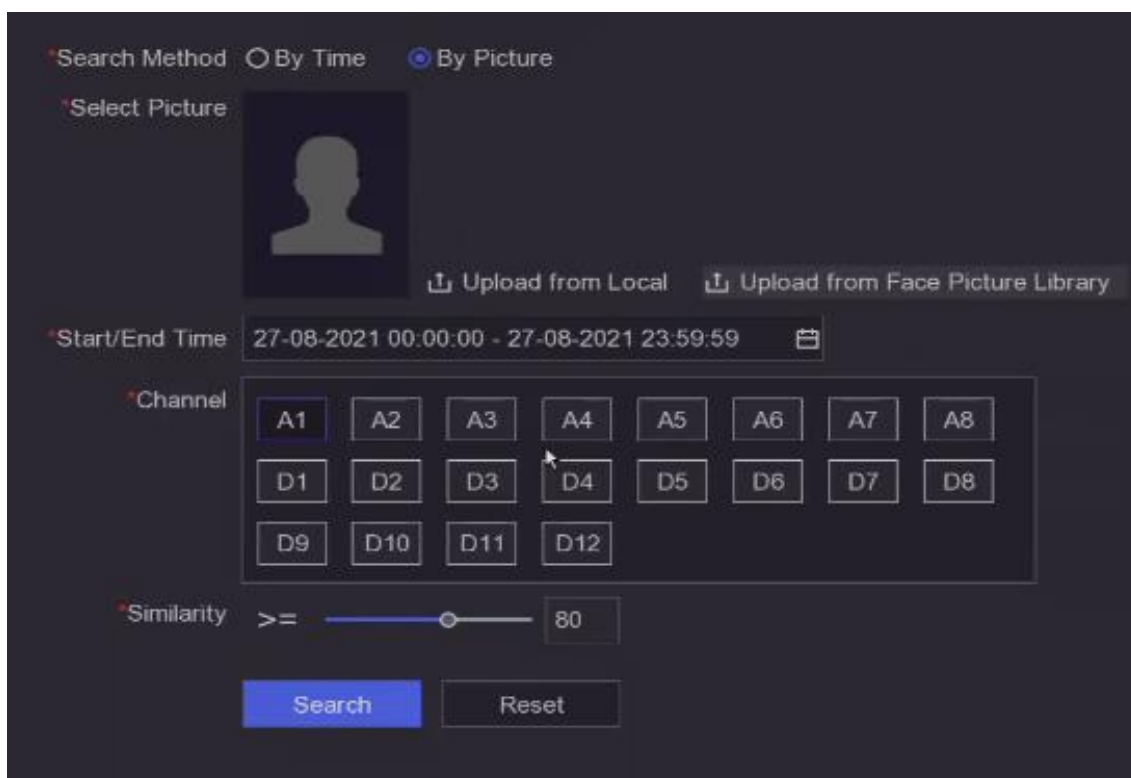 *Search Method By Time By Picture
*Select Picture
Upload from Local Upload from Face Picture Library
*Start/End Time 27-08-2021 00:00:00 - 27-08-2021 23:59:59
*Channel
A1 A2 A3 A4 A5 A6 A7 A8
D1 D2 D3 D4 D5 D6 D7 D8
D9 D10 D11 D12
*Similarity >= 80
Search Reset